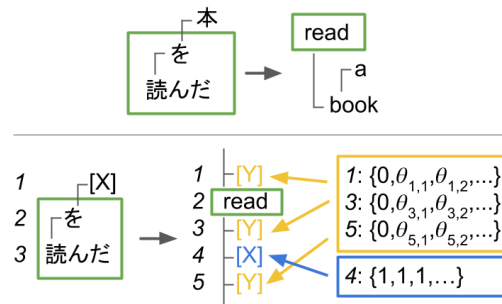 本
を
読んだ
read
a
book
1
2
3
[X]
を
読んだ
1 [Y]
2 read
3 [Y]
4 [X]
5 [Y]
1: {0,θ1,1,θ1,2,...}
3: {0,θ3,1,θ3,2,...}
5: {0,θ5,1,θ5,2,...}
4: {1,1,1,...}